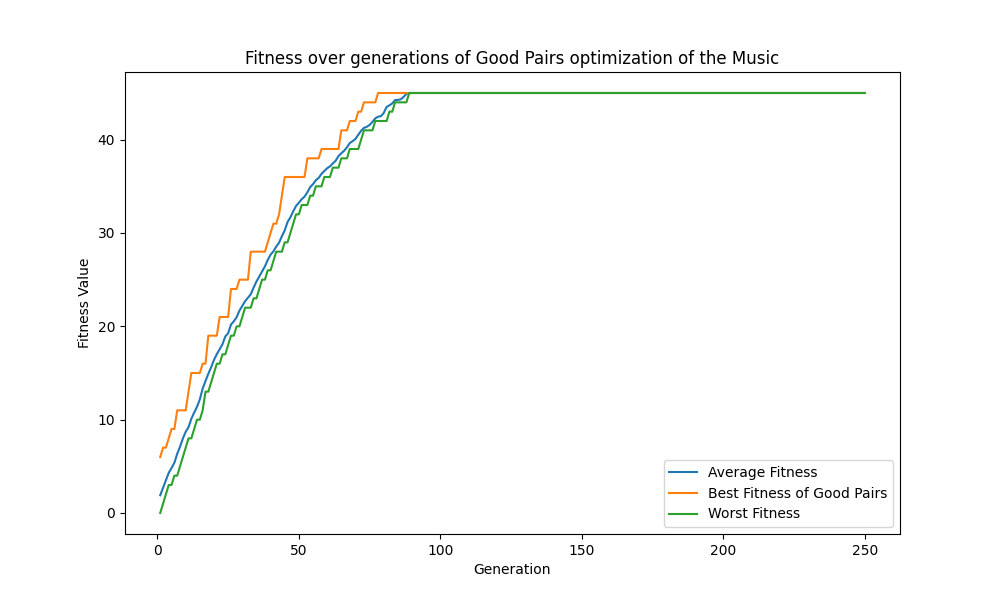 Fitness over generations of Good Pairs optimization of the Music
Fitness Value
40
30
20
10
0
0 50 100 150 200 250
Generation
Average Fitness
Best Fitness of Good Pairs
Worst Fitness